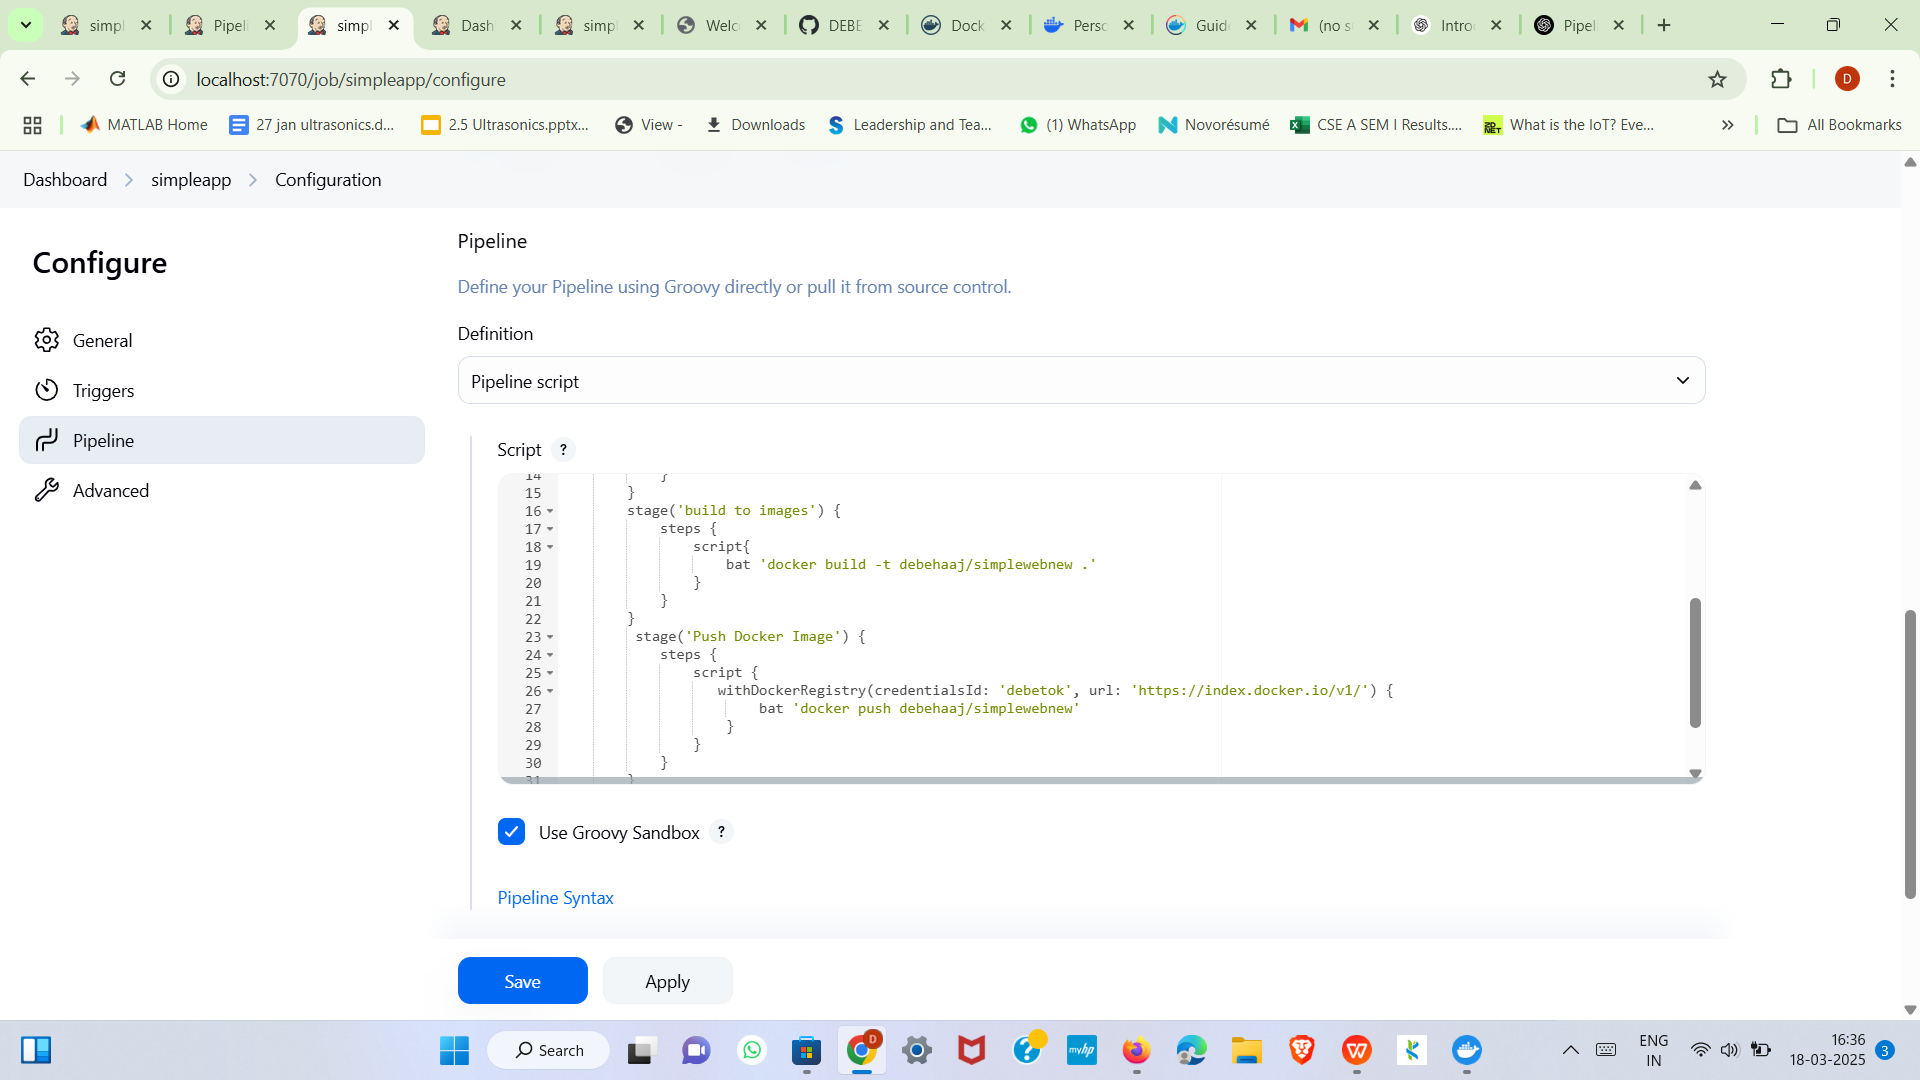 simpl
Pipeli
simpl
Dash
simpl
Welc
DEBE
Dock
Perso
Guid
(no s
Intro
Pipel
localhost:7070/job/simpleapp/configure
D
MATLAB Home
27 jan ultrasonics.d...
2.5 Ultrasonics.pptx...
View -
Downloads
Leadership and Tea...
(1) WhatsApp
Novorésumé
CSE A SEM I Results....
What is the IoT? Eve...
All Bookmarks
Dashboard > simpleapp > Configuration
Configure
General
Triggers
Pipeline
Advanced
Pipeline
Define your Pipeline using Groovy directly or pull it from source control.
Definition
Pipeline script
Script ?
14 }
15 }
16 stage('build to images') {
17 steps {
18 script{
19 bat 'docker build -t debehaaj/simplewebnew .'
20 }
21 }
22 }
23 stage('Push Docker Image') {
24 steps {
25 script {
26 withDockerRegistry(credentialsId: 'debetok', url: 'https://index.docker.io/v1/') {
27 bat 'docker push debehaaj/simplewebnew'
28 }
29 }
30 }
31 }
Use Groovy Sandbox ?
Pipeline Syntax
Save
Apply
Search
D
myhp
ENG
IN
16:36
18-03-2025
3